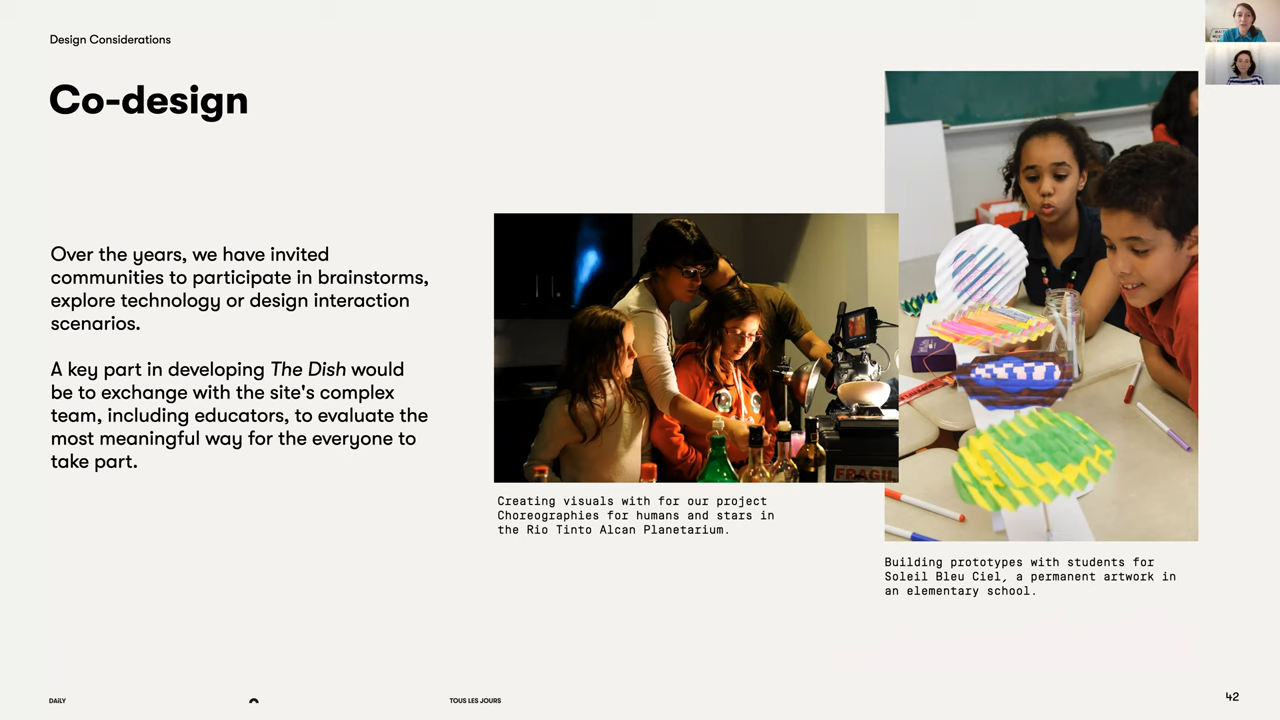 Design Considerations
Co-design
Over the years, we have invited
communities to participate in brainstorms,
explore technology or design interaction
scenarios.
A key part in developing The Dish would
be to exchange with the site's complex
team, including educators, to evaluate the
most meaningful way for the everyone to
take part.
FRAGIL
Creating visuals with for our project
Choreographies for humans and stars in
the Rio Tinto Alcan Planetarium.
Building prototypes with students for
Soleil Bleu Ciel, a permanent artwork in
an elementary school.
DAILY
TOUS LES JOURS
42